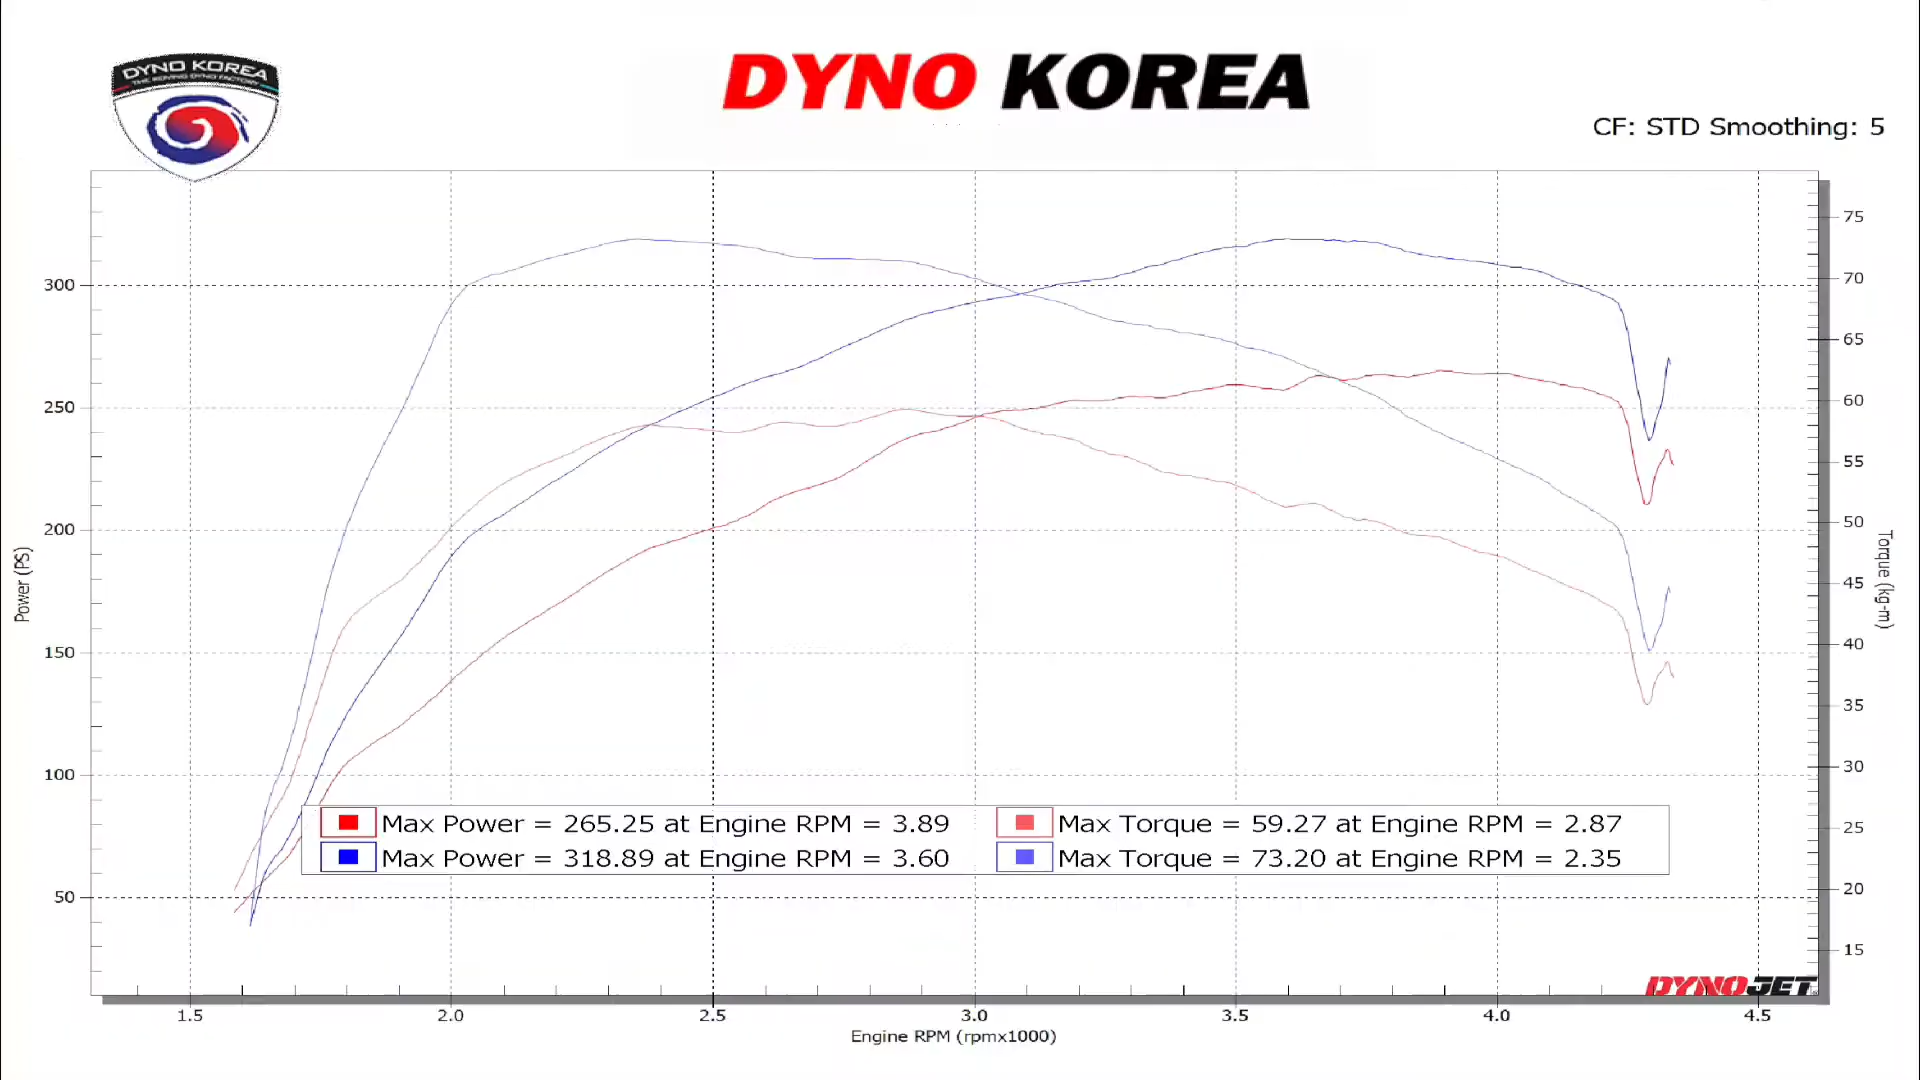 DYNO KOREA
THE MOVING DYNO FACTORY
DYNO KOREA
CF: STD Smoothing: 5
Power (PS)
300
250
200
150
100
50
75
70
65
60
55
50
45
40
35
30
25
20
15
Torque (kg-m)
Max Power = 265.25 at Engine RPM = 3.89
Max Torque = 59.27 at Engine RPM = 2.87
Max Power = 318.89 at Engine RPM = 3.60
Max Torque = 73.20 at Engine RPM = 2.35
DYNOJET
1.5 2.0 2.5 3.0 3.5 4.0 4.5
Engine RPM (rpmx1000)